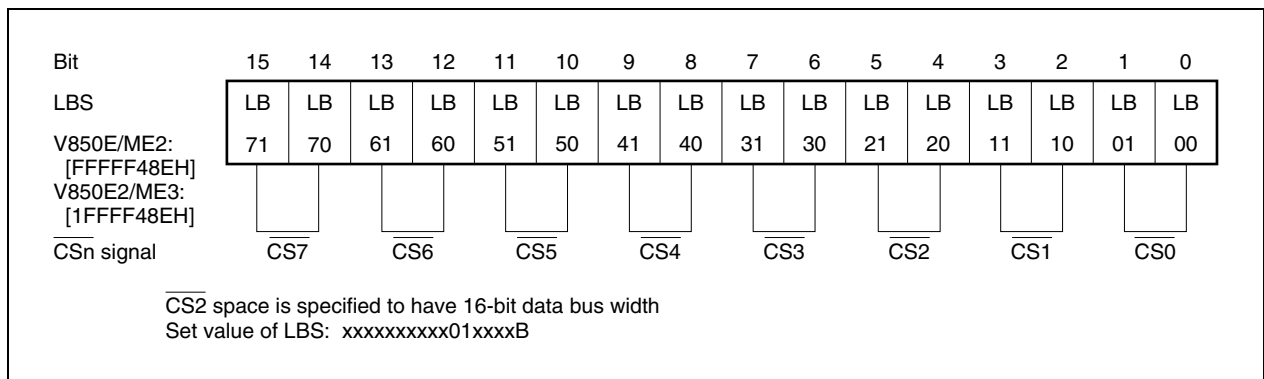 Bit 15 14 13 12 11 10 9 8 7 6 5 4 3 2 1 0
LBS LB LB LB LB LB LB LB LB LB LB LB LB LB LB LB LB
V850E/ME2: 71 70 61 60 51 50 41 40 31 30 21 20 11 10 01 00
[FFFFF48EH]
V850E2/ME3:
[1FFFF48EH]
CSn signal CS7 CS6 CS5 CS4 CS3 CS2 CS1 CS0
CS2 space is specified to have 16-bit data bus width
Set value of LBS: xxxxxxxxxx01xxxxB